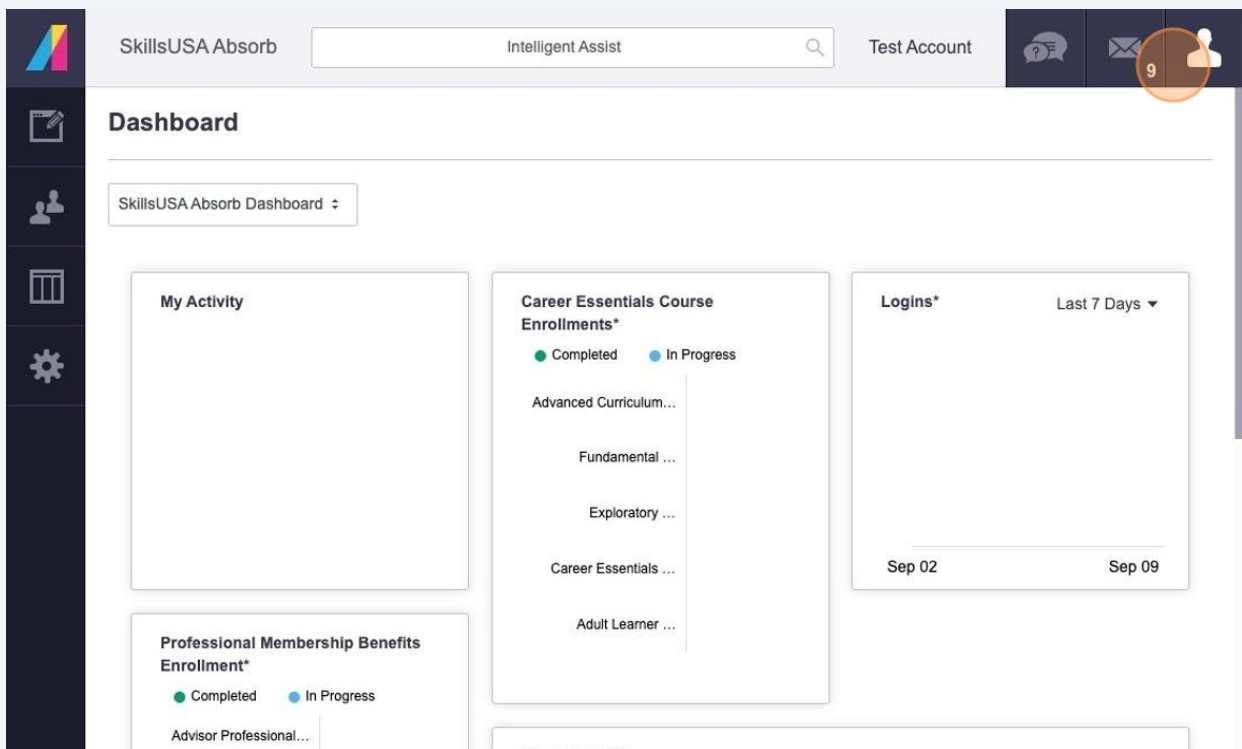 SkillsUSA Absorb
Intelligent Assist
Test Account
9
Dashboard
SkillsUSA Absorb Dashboard
My Activity
Career Essentials Course
Enrollments*
Completed
In Progress
Advanced Curriculum...
Fundamental ...
Exploratory ...
Career Essentials ...
Adult Learner ...
Logins*
Last 7 Days
Sep 02
Sep 09
Professional Membership Benefits
Enrollment*
Completed
In Progress
Advisor Professional...